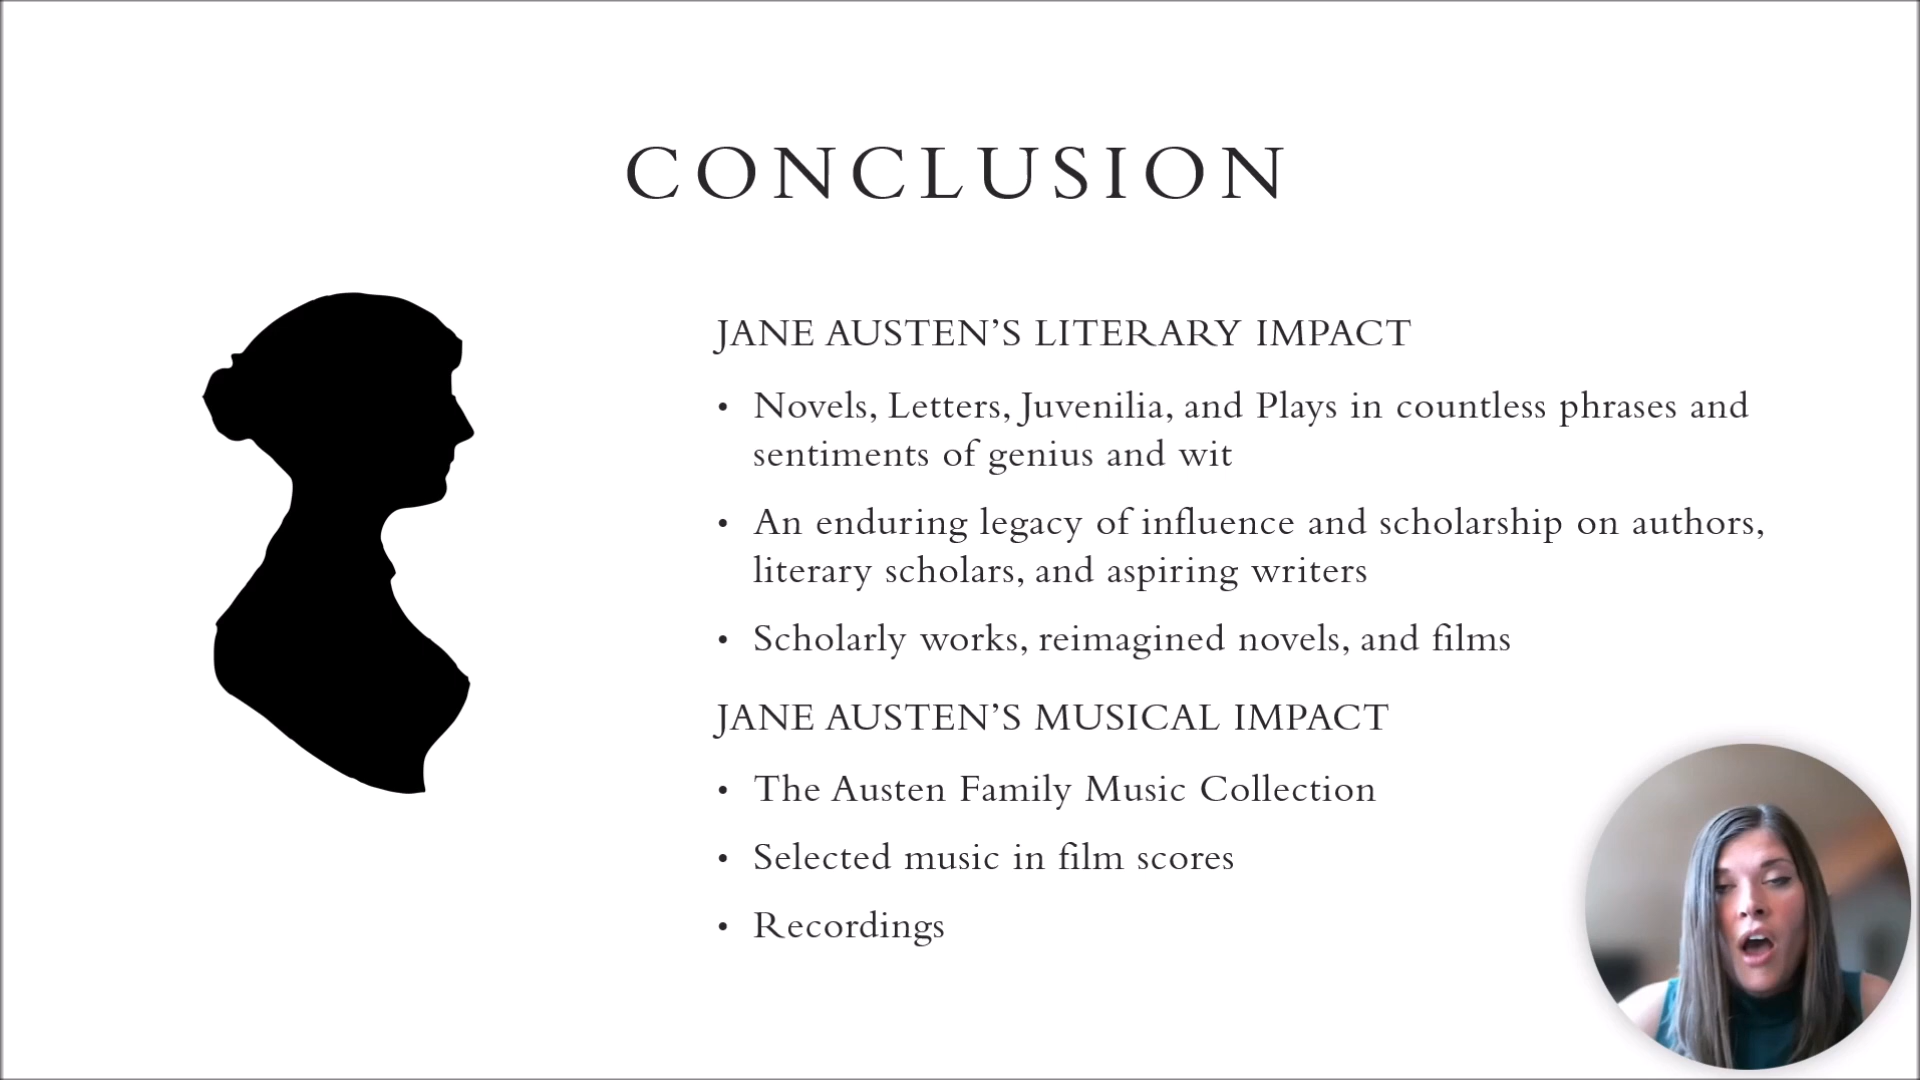 CONCLUSION
JANE AUSTEN’S LITERARY IMPACT
• Novels, Letters, Juvenilia, and Plays in countless phrases and
sentiments of genius and wit
• An enduring legacy of influence and scholarship on authors,
literary scholars, and aspiring writers
• Scholarly works, reimagined novels, and films
JANE AUSTEN’S MUSICAL IMPACT
• The Austen Family Music Collection
• Selected music in film scores
• Recordings